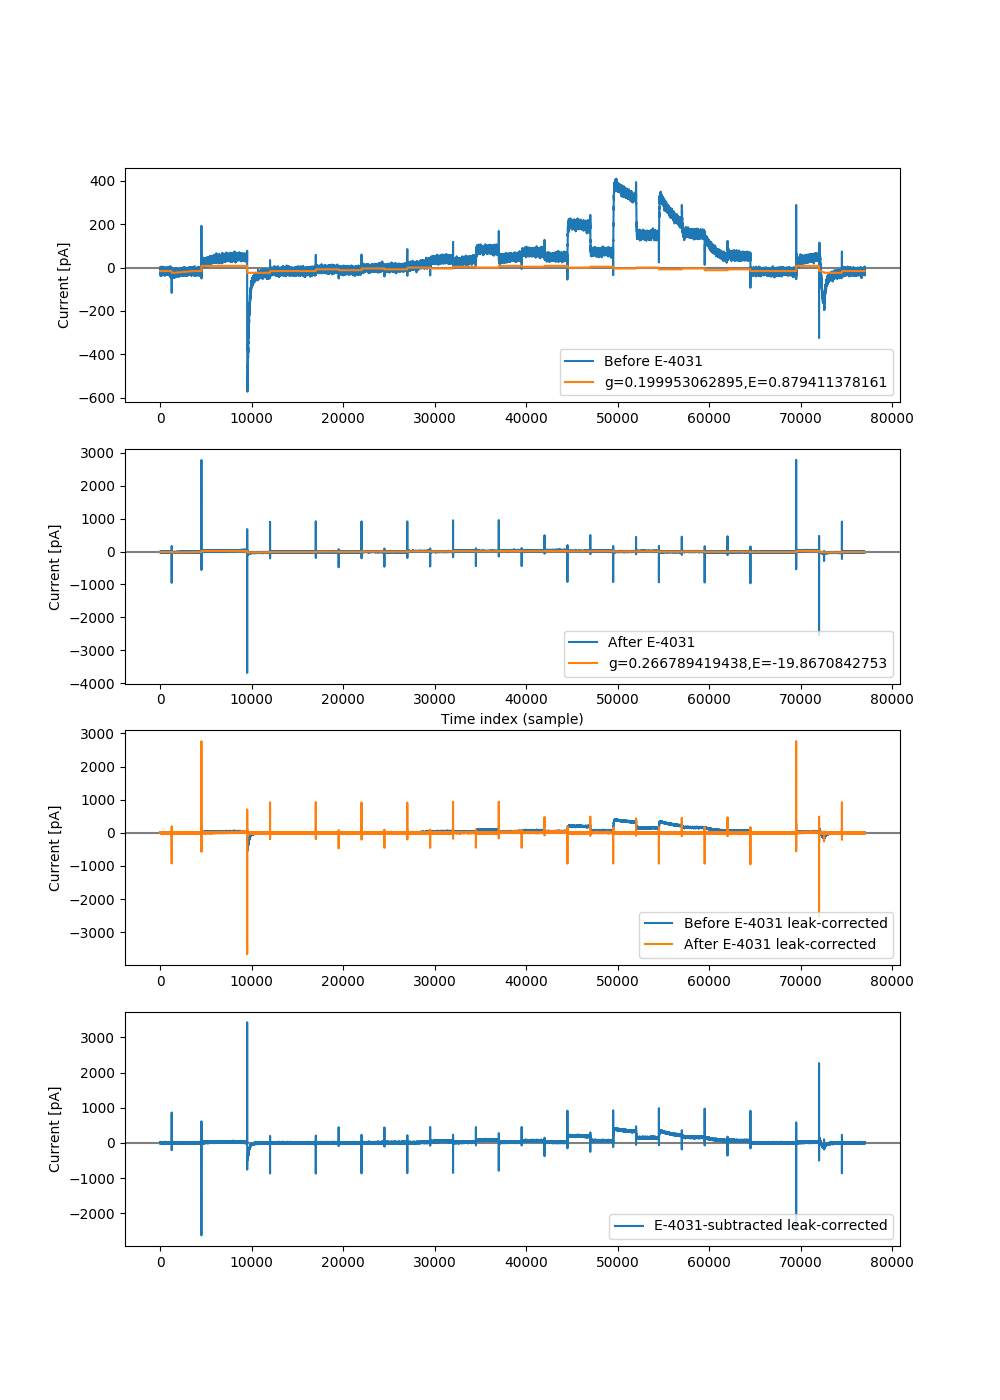 400
200
0
−200
−400
−600
Current [pA]
Before E-4031
g=0.199953062895,E=0.879411378161
0 10000 20000 30000 40000 50000 60000 70000 80000
3000
2000
1000
0
−1000
−2000
−3000
−4000
Current [pA]
After E-4031
g=0.266789419438,E=-19.8670842753
0 10000 20000 30000 40000 50000 60000 70000 80000
Time index (sample)
3000
2000
1000
0
−1000
−2000
−3000
Current [pA]
Before E-4031 leak-corrected
After E-4031 leak-corrected
0 10000 20000 30000 40000 50000 60000 70000 80000
3000
2000
1000
0
−1000
−2000
Current [pA]
E-4031-subtracted leak-corrected
0 10000 20000 30000 40000 50000 60000 70000 80000